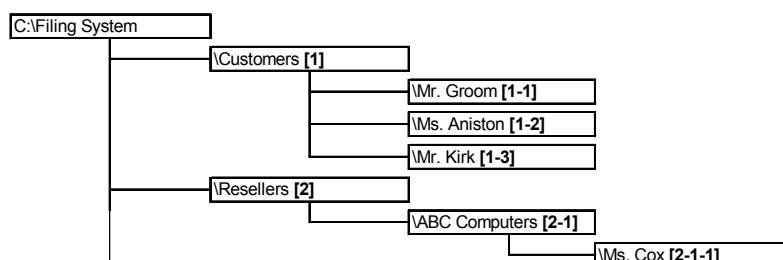 C:\Filing System
\Customers [1]
\Mr. Groom [1-1]
\Ms. Aniston [1-2]
\Mr. Kirk [1-3]
\Resellers [2]
\ABC Computers [2-1]
\Ms. Cox [2-1-1]